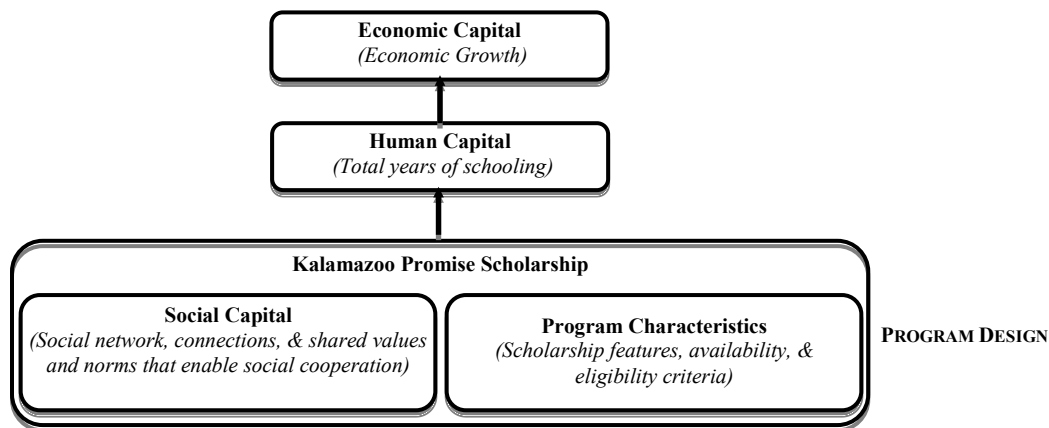 Economic Capital
(Economic Growth)
Human Capital
(Total years of schooling)
Kalamazoo Promise Scholarship
Social Capital
(Social network, connections, & shared values
and norms that enable social cooperation)
Program Characteristics
(Scholarship features, availability, &
eligibility criteria)
PROGRAM DESIGN